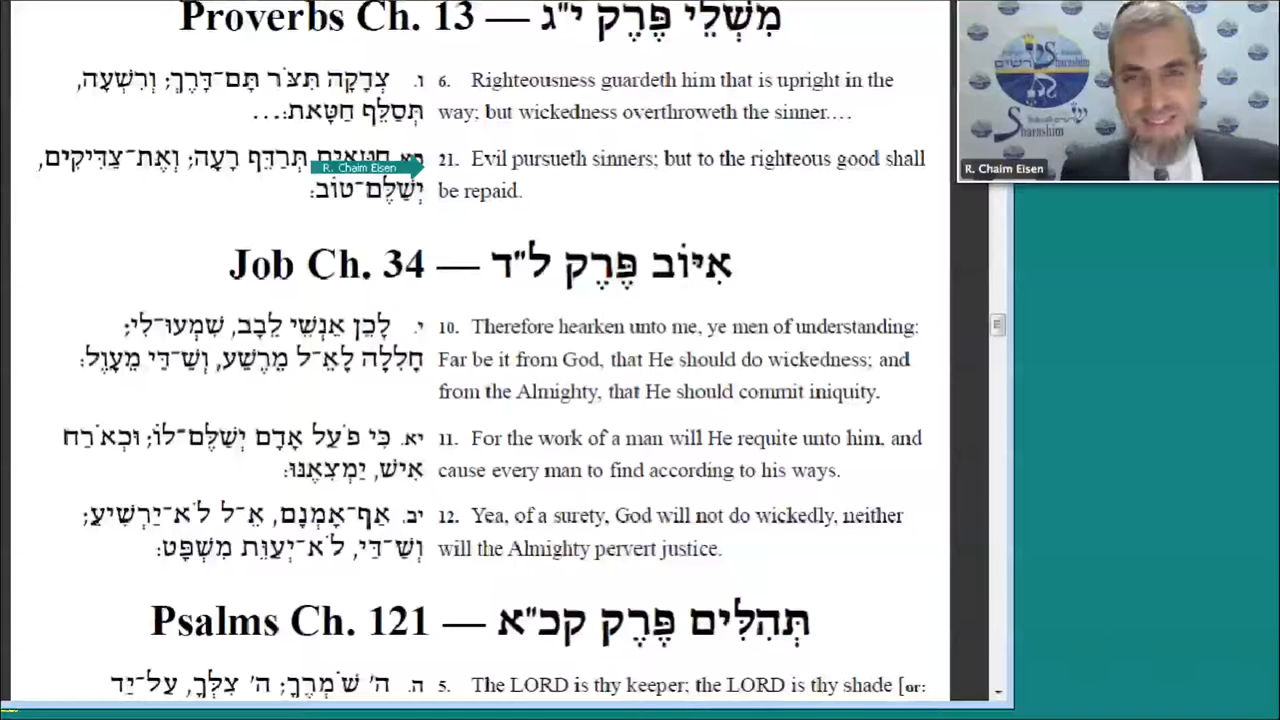 Proverbs Ch. 13 — מִשְׁלֵי פֶּרֶק י"ג
ו. צְדָקָה תִּצֹּר תָּם־דָּרֶךְ; וְרִשְׁעָה,
תְּסַלֵּף חַטָּאת:...
6. Righteousness guardeth him that is upright in the
way; but wickedness overthroweth the sinner....
חַטָּאִים תְּרַדֵּף רָעָה; וְאֶת־צַדִּיקִים,
יְשַׁלֶּם־טוֹב:
R. Chaim Eisen
21. Evil pursueth sinners; but to the righteous good shall
be repaid.
Job Ch. 34 — אִיּוֹב פֶּרֶק ל"ד
י. לָכֵן אַנְשֵׁי לֵבָב, שִׁמְעוּ־לִי;
חָלִלָה לָאֵ־ל מֵרֶשַׁע, וְשַׁ־דַּי מֵעָוֶל:
10. Therefore hearken unto me, ye men of understanding:
Far be it from God, that He should do wickedness; and
from the Almighty, that He should commit iniquity.
יא. כִּי פֹעַל אָדָם יְשַׁלֶּם־לוֹ; וּכְאֹרַח
אִישׁ, יַמְצִאֶנּוּ:
11. For the work of a man will He requite unto him, and
cause every man to find according to his ways.
יב. אַף־אָמְנָם, אֵ־ל לֹא־יַרְשִׁיעַ;
וְשַׁ־דַּי, לֹא־יְעַוֵּת מִשְׁפָּט:
12. Yea, of a surety, God will not do wickedly, neither
will the Almighty pervert justice.
Psalms Ch. 121 — תְּהִלִּים פֶּרֶק קכ"א
ה. ה' שֹׁמְרֶךָ; ה' צִלְּךָ, עַל־יַד
5. The LORD is thy keeper; the LORD is thy shade [or:
שרשים
Sharnshim
R. Chaim Eisen